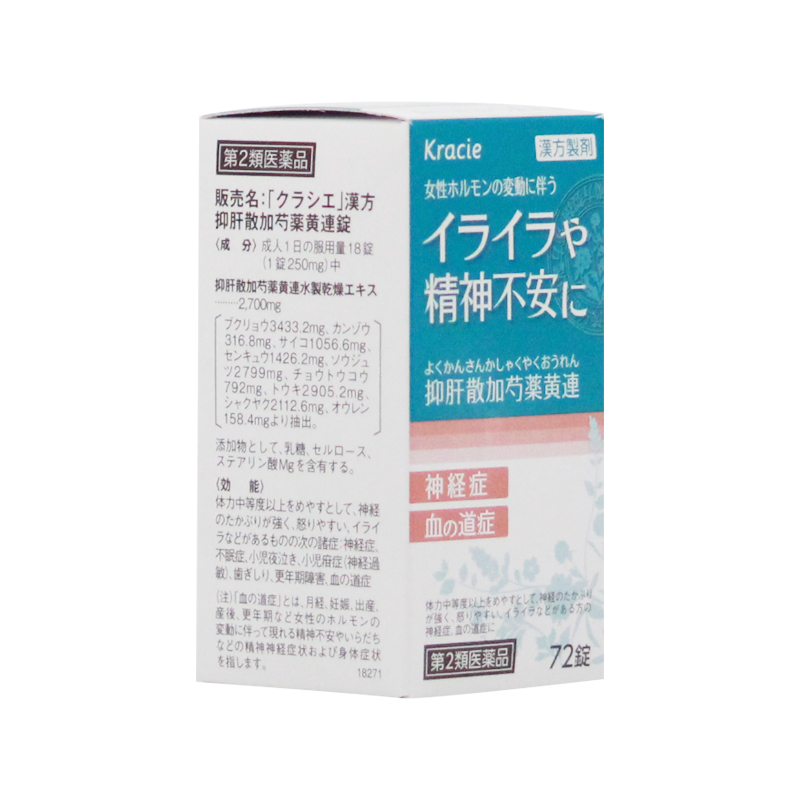 第2類医薬品
販売名:「クラシエ」漢方
抑肝散加芍薬黄連錠
〈成 分〉成人1日の服用量18錠
(1錠250mg)中
抑肝散加芍薬黄連水製乾燥エキス
……2,700mg
ブクリョウ3433.2mg、カンゾウ
316.8mg、サイコ1056.6mg、
センキュウ1426.2mg、ソウジュ
ツ2799mg、チョウトウコウ
792mg、トウキ2905.2mg、
シャクヤク2112.6mg、オウレン
158.4mgより抽出。
添加物として、乳糖、セルロース、
ステアリン酸Mgを含有する。
〈効 能〉
体力中等度以上をめやすとして、神経
のたかぶりが強く、怒りやすい、イライ
ラなどがあるものの次の諸症:神経症、
不眠症、小児夜泣き、小児疳症(神経過
敏)、歯ぎしり、更年期障害、血の道症
(注)「血の道症」とは、月経、妊娠、出産、
産後、更年期など女性のホルモンの
変動に伴って現れる精神不安やいらだち
などの精神神経症状および身体症状
を指します。
18271
Kracie
漢方製剤
女性ホルモンの変動に伴う
イライラや
精神不安に
よくかんさんかしゃくやくおうれん
抑肝散加芍薬黄連
神経症
血の道症
体力中等度以上をめやすとして、神経のたかぶり
が強く、怒りやすい、イライラなどがある方の
神経症、血の道症に
第2類医薬品
72錠